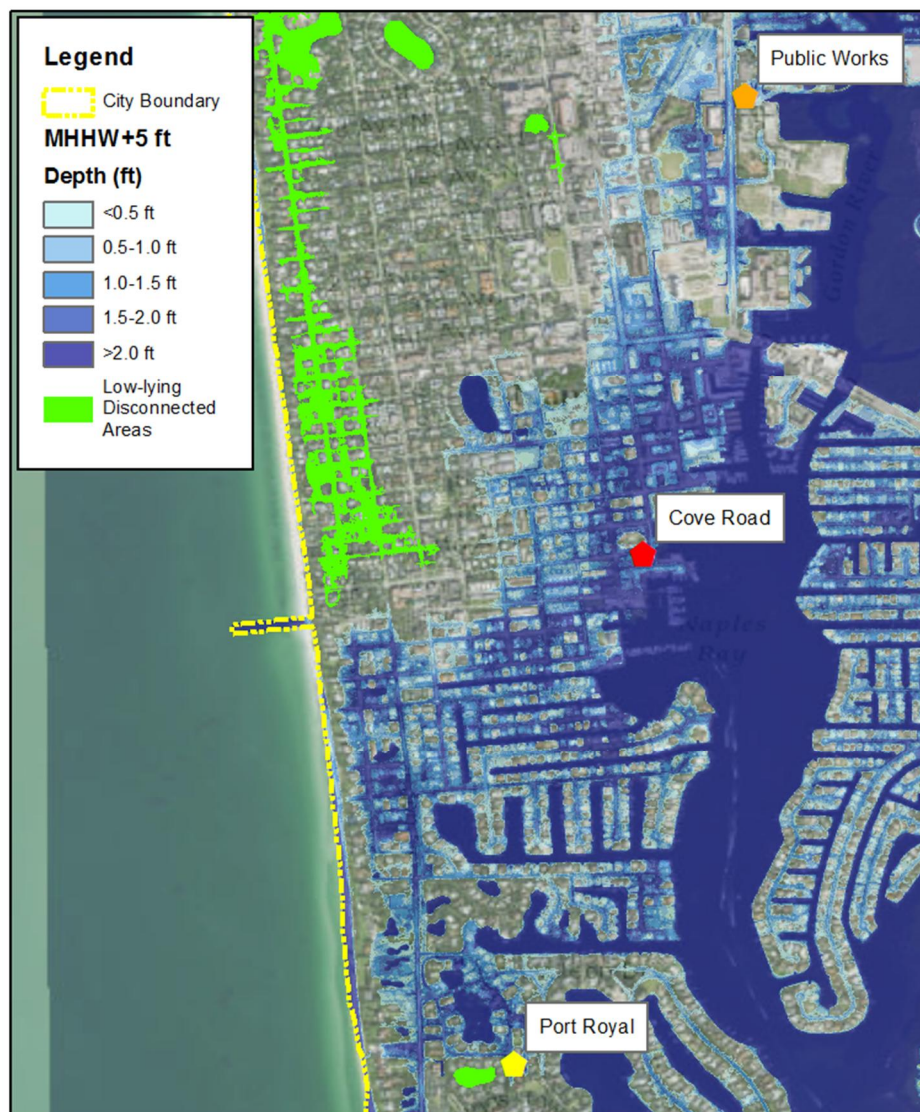 Legend
City Boundary
MHHW+5 ft
Depth (ft)
<0.5 ft
0.5-1.0 ft
1.0-1.5 ft
1.5-2.0 ft
>2.0 ft
Low-lying
Disconnected
Areas
Public Works
Gordon River
Cove Road
Naples
Bay
Port Royal